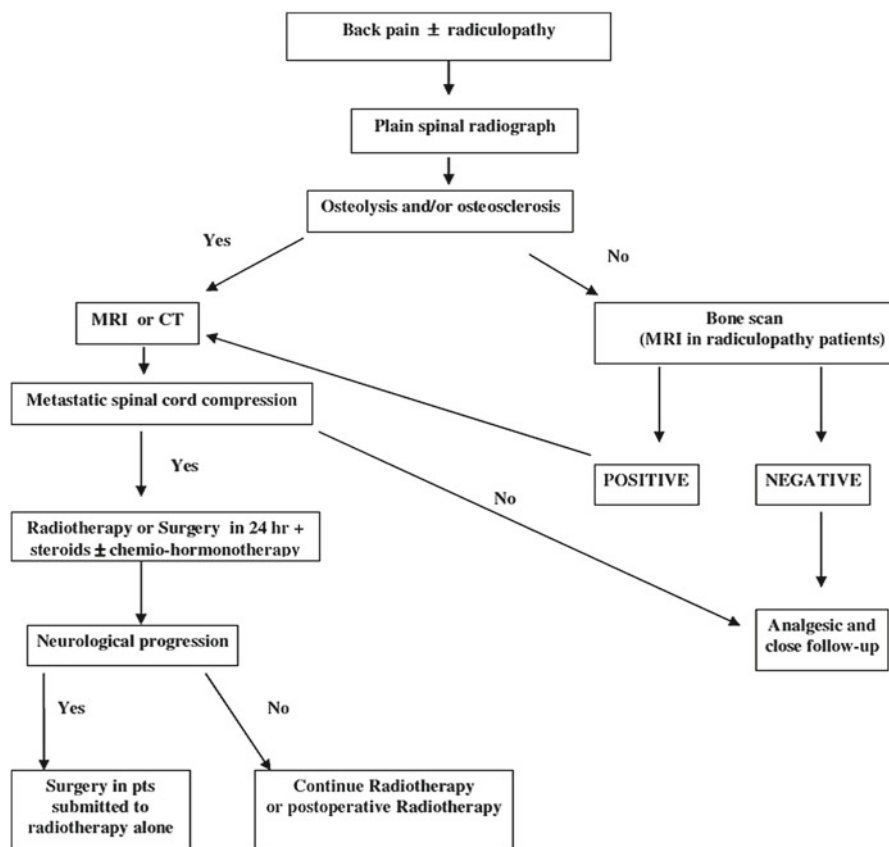 Back pain ± radiculopathy
Plain spinal radiograph
Osteolysis and/or osteosclerosis
Yes
No
MRI or CT
Bone scan
(MRI in radiculopathy patients)
Metastatic spinal cord compression
Yes
No
POSITIVE
NEGATIVE
Radiotherapy or Surgery in 24 hr +
steroids ± chemio-hormonotherapy
Analgesic and
close follow-up
Neurological progression
Yes
No
Surgery in pts
submitted to
radiotherapy alone
Continue Radiotherapy
or postoperative Radiotherapy